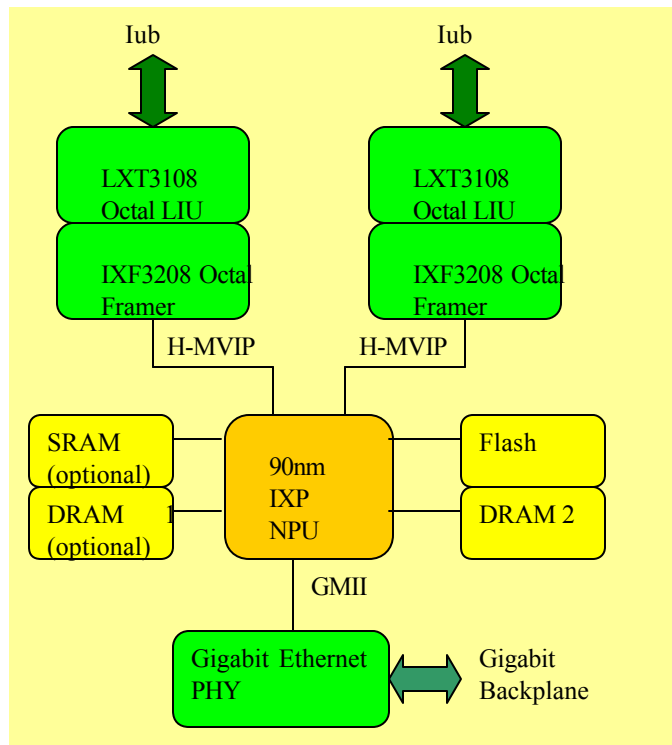 Iub
Iub
LXT3108
Octal LIU
LXT3108
Octal LIU
IXF3208 Octal
Framer
IXF3208 Octal
Framer
H-MVIP
H-MVIP
SRAM
(optional)
90nm
IXP
NPU
Flash
DRAM 1
(optional)
DRAM 2
GMII
Gigabit Ethernet
PHY
Gigabit
Backplane